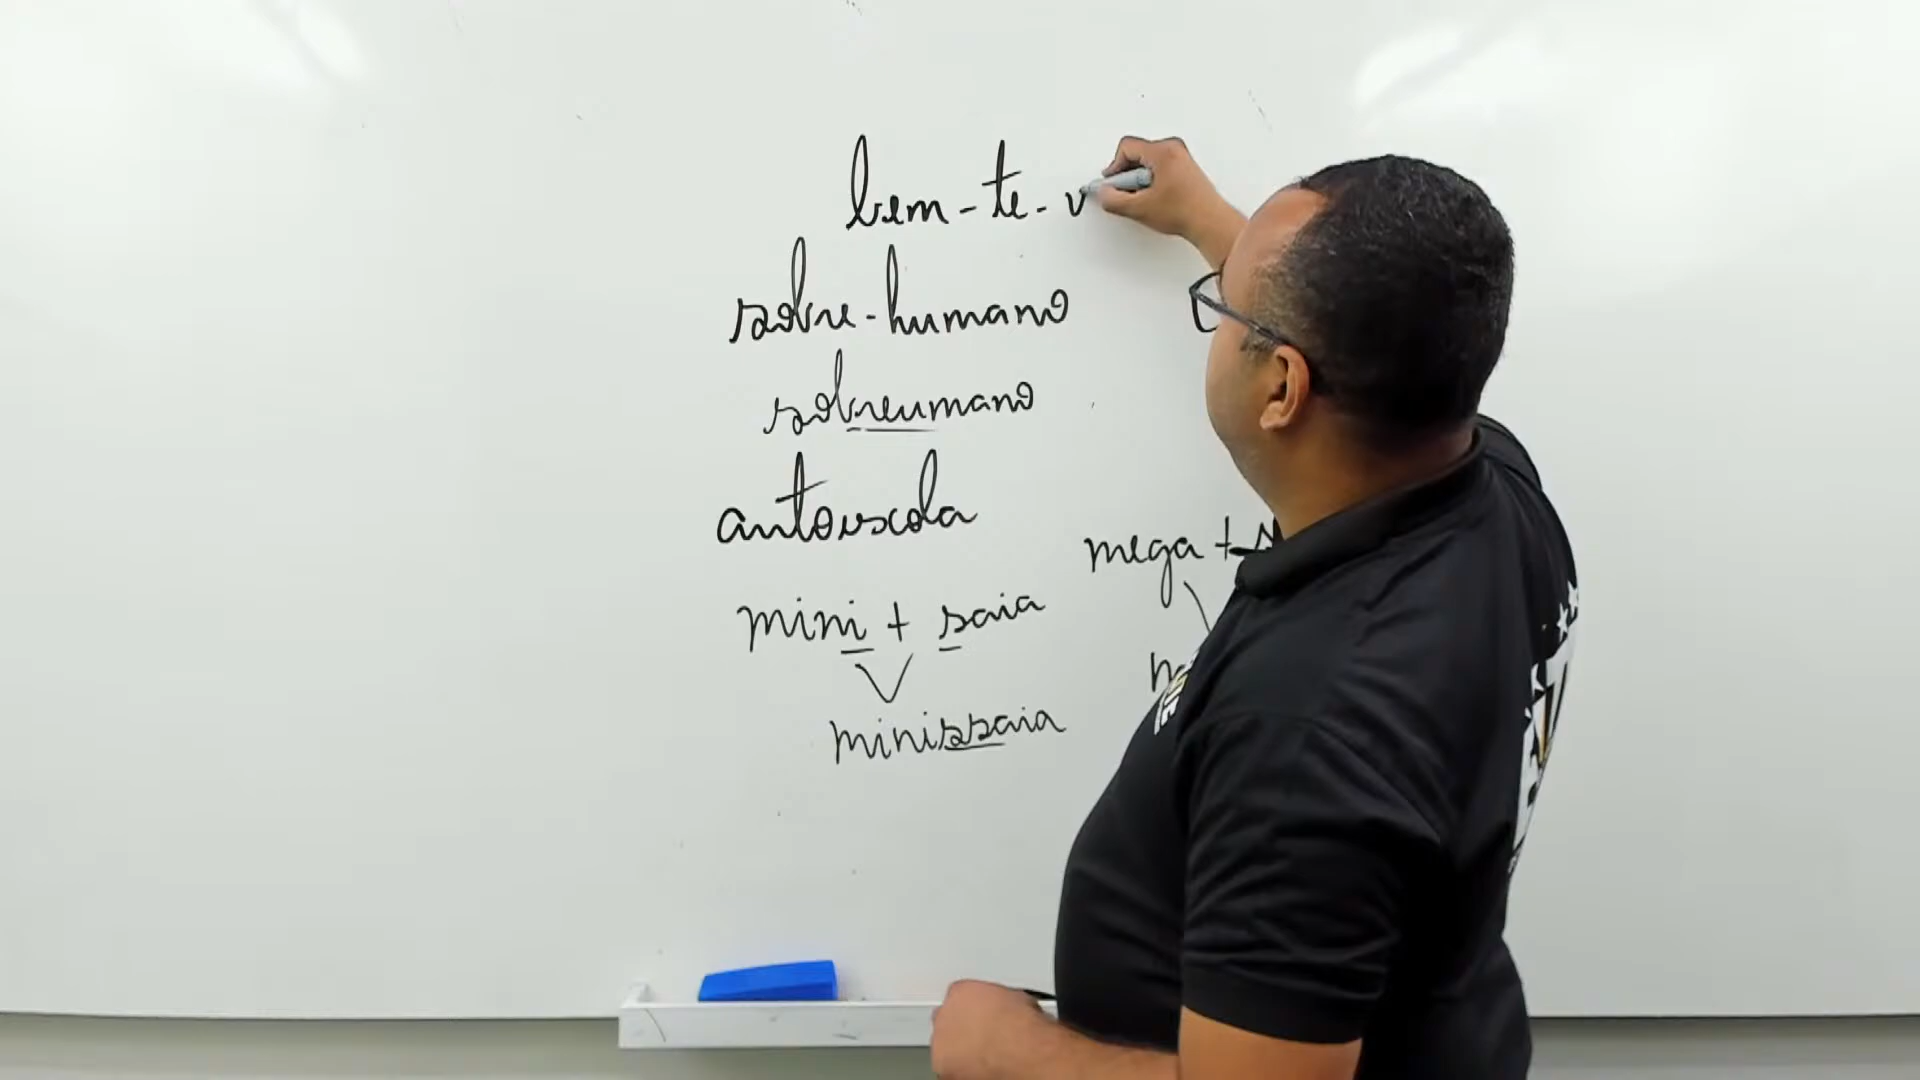 bem-te-v
sobre-humano
sobreumano
autoescola
mini + saia
minissaia
mega +